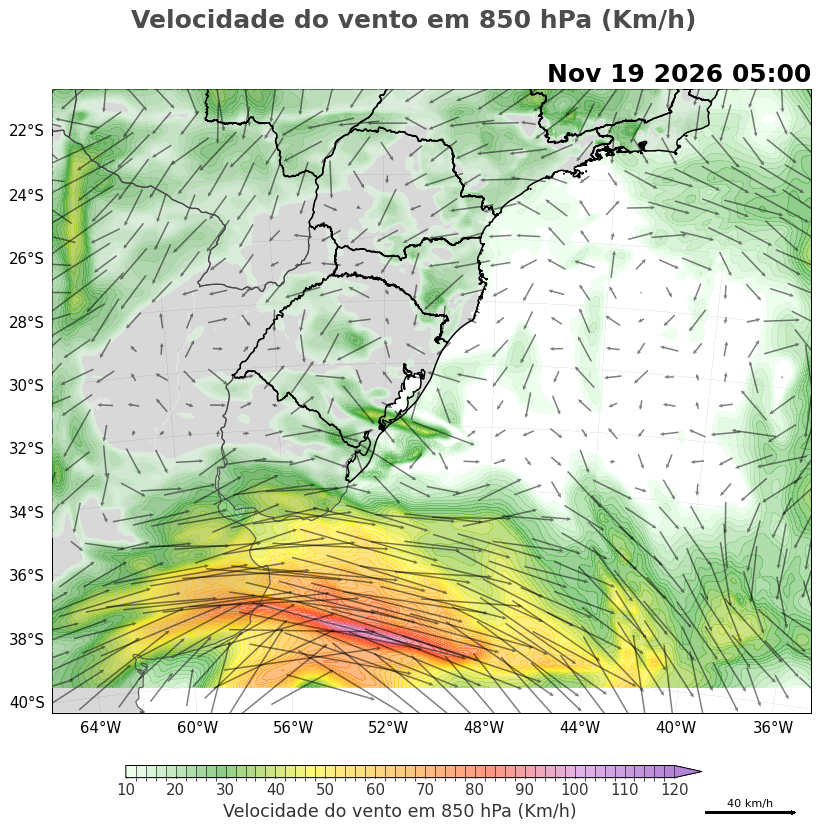 Velocidade do vento em 850 hPa (Km/h)
Nov 19 2026 05:00
22°S
24°S
26°S
28°S
30°S
32°S
34°S
36°S
38°S
40°S
64°W 60°W 56°W 52°W 48°W 44°W 40°W 36°W
10 20 30 40 50 60 70 80 90 100 110 120
Velocidade do vento em 850 hPa (Km/h)
40 km/h